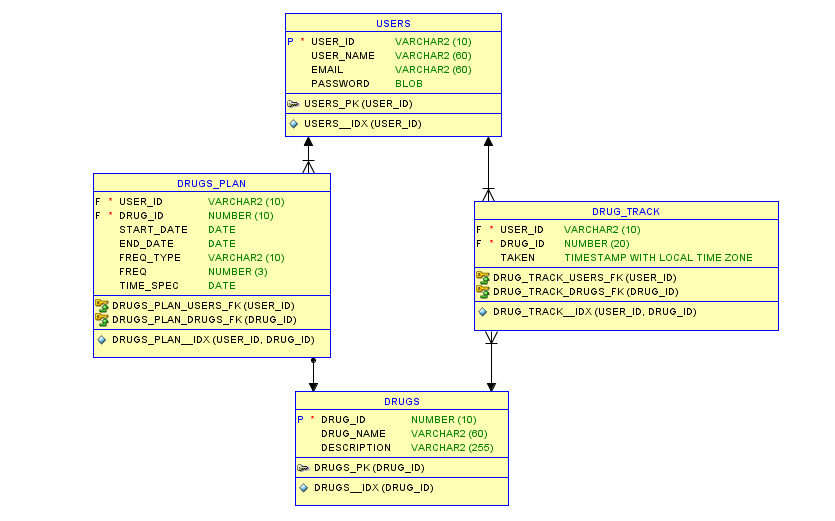 USERS
P * USER_ID VARCHAR2 (10)
USER_NAME VARCHAR2 (60)
EMAIL VARCHAR2 (60)
PASSWORD BLOB
USERS_PK (USER_ID)
USERS__IDX (USER_ID)
DRUGS_PLAN
F * USER_ID VARCHAR2 (10)
F * DRUG_ID NUMBER (10)
START_DATE DATE
END_DATE DATE
FREQ_TYPE VARCHAR2 (10)
FREQ NUMBER (3)
TIME_SPEC DATE
DRUGS_PLAN_USERS_FK (USER_ID)
DRUGS_PLAN_DRUGS_FK (DRUG_ID)
DRUGS_PLAN__IDX (USER_ID, DRUG_ID)
DRUG_TRACK
F * USER_ID VARCHAR2 (10)
F * DRUG_ID NUMBER (20)
TAKEN TIMESTAMP WITH LOCAL TIME ZONE
DRUG_TRACK_USERS_FK (USER_ID)
DRUG_TRACK_DRUGS_FK (DRUG_ID)
DRUG_TRACK__IDX (USER_ID, DRUG_ID)
DRUGS
P * DRUG_ID NUMBER (10)
DRUG_NAME VARCHAR2 (60)
DESCRIPTION VARCHAR2 (255)
DRUGS_PK (DRUG_ID)
DRUGS__IDX (DRUG_ID)